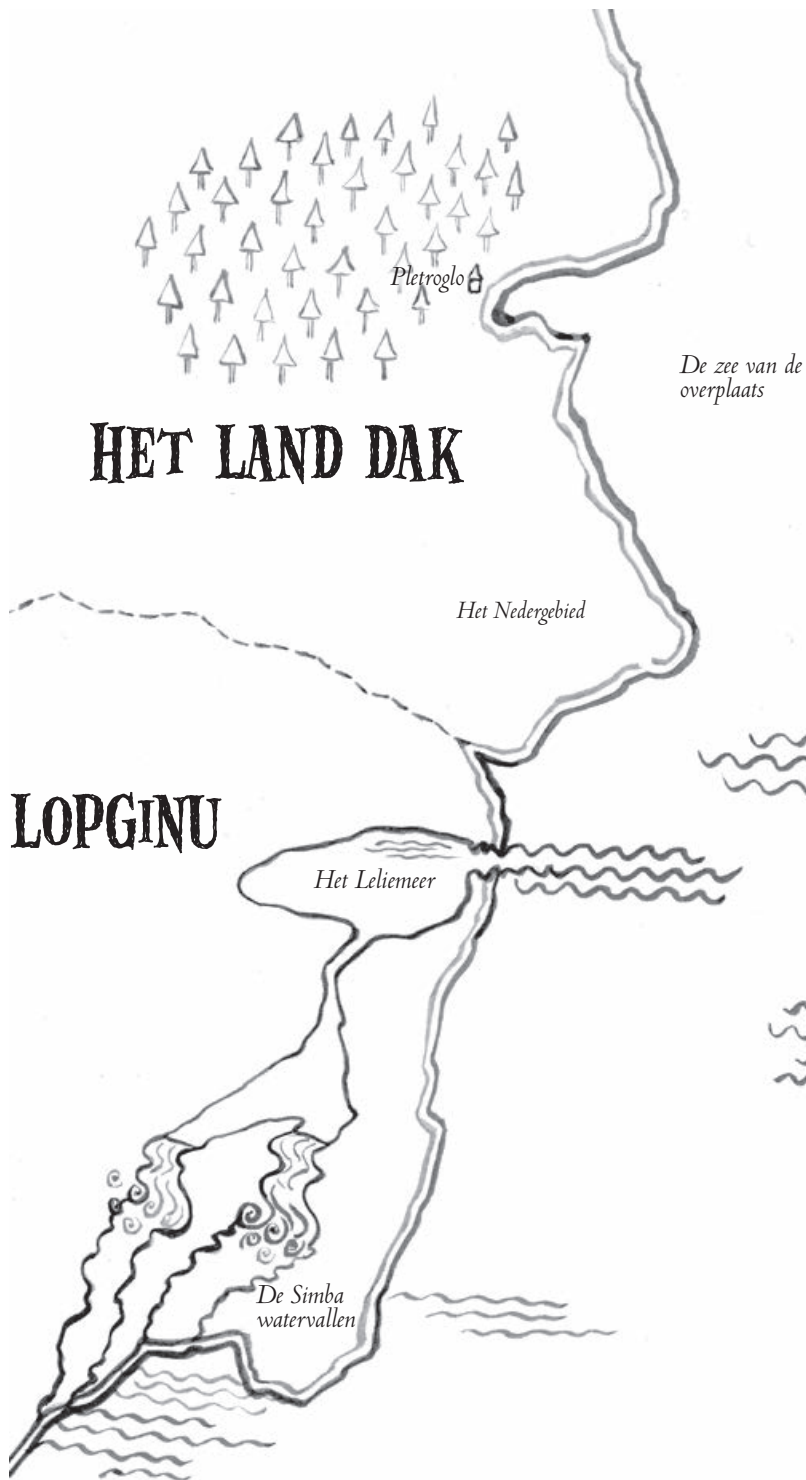 Pletroglo
De zee van de
overplaats
HET LAND DAK
Het Nedergebied
LOPGINU
Het Leliemeer
De Simba
watervallen